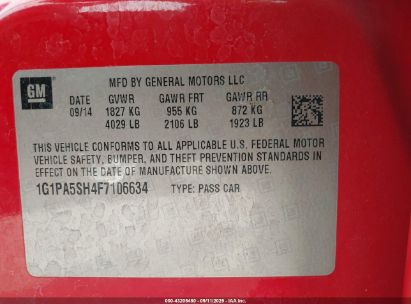 GM
MFD BY GENERAL MOTORS LLC
DATE GVWR GAWR FRT GAWR RR
09/14 1827 KG 955 KG 872 KG
4029 LB 2106 LB 1923 LB
THIS VEHICLE CONFORMS TO ALL APPLICABLE U.S. FEDERAL MOTOR
VEHICLE SAFETY, BUMPER, AND THEFT PREVENTION STANDARDS IN
EFFECT ON THE DATE OF MANUFACTURE SHOWN ABOVE.
1G1PA5SH4F7106634 TYPE: PASS CAR